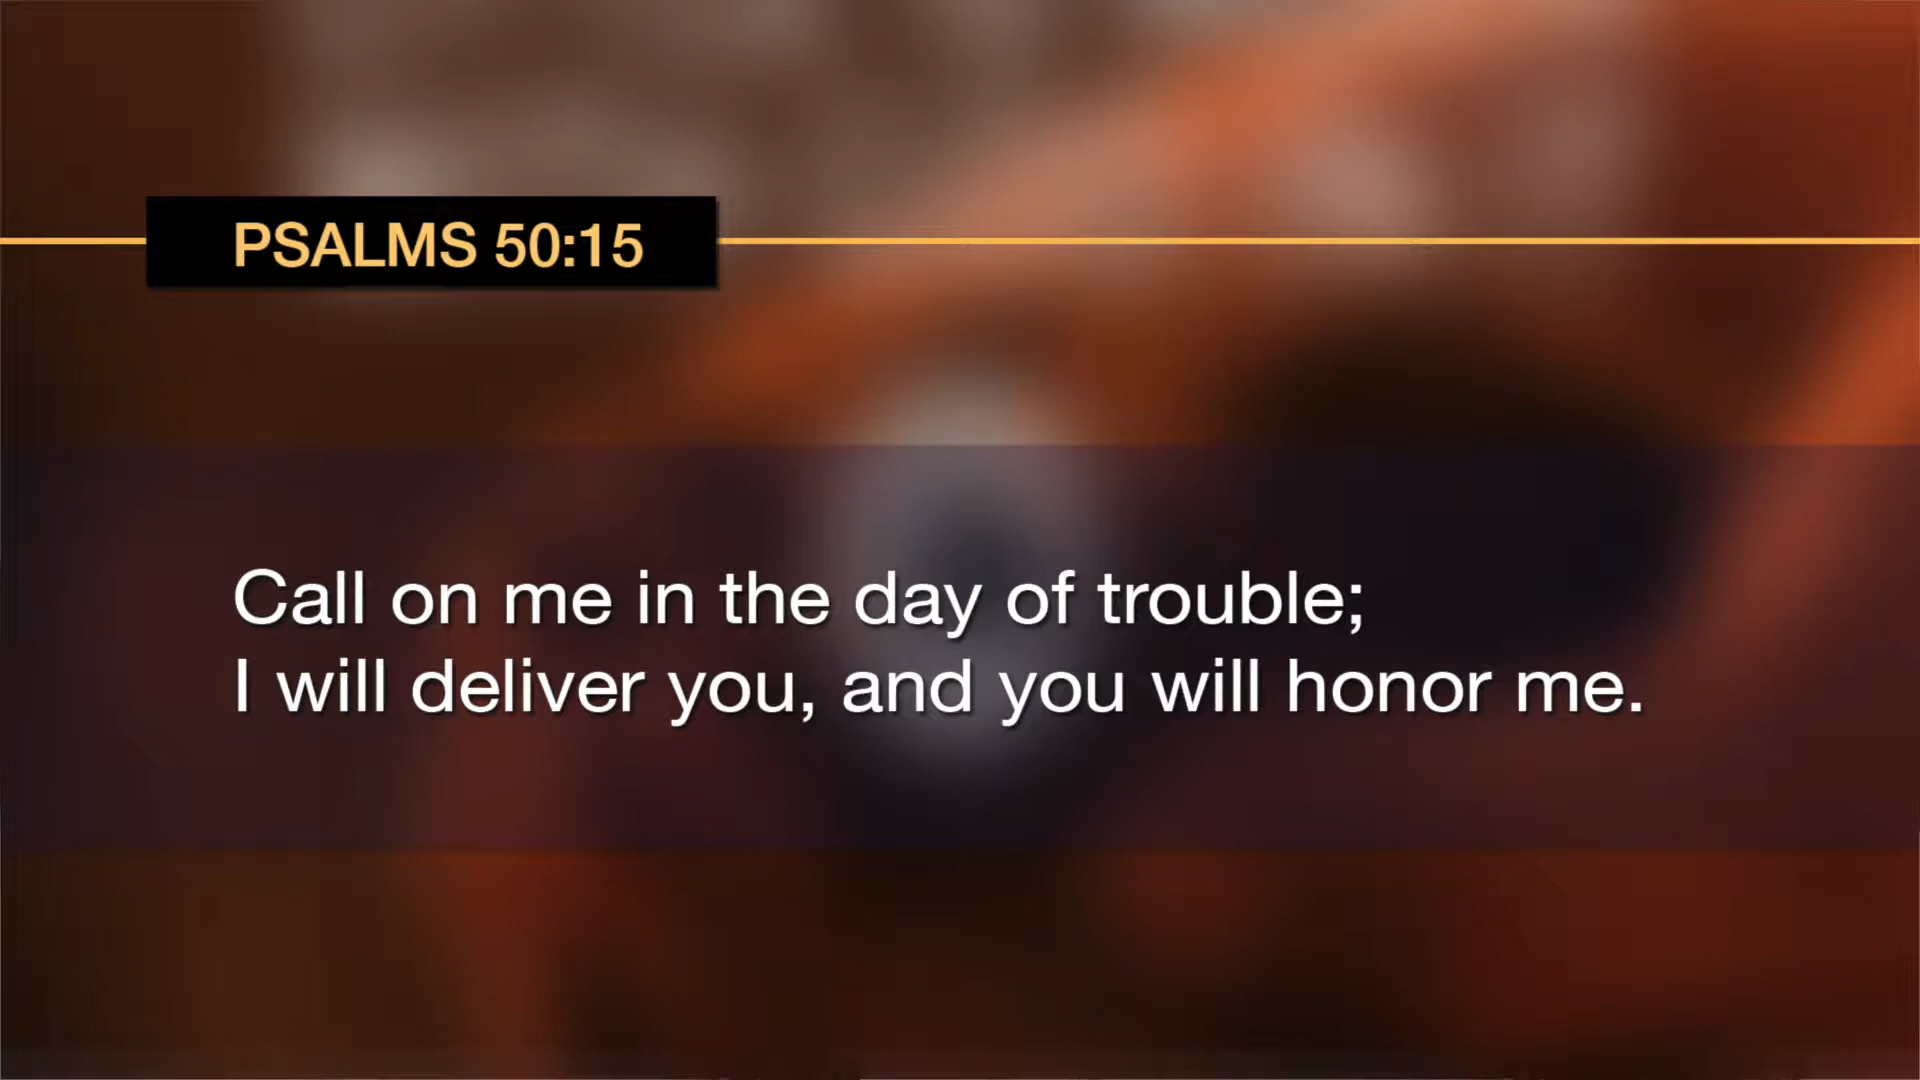 PSALMS 50:15
Call on me in the day of trouble;
I will deliver you, and you will honor me.